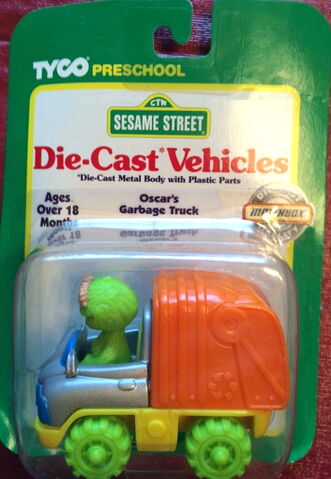 TYCO PRESCHOOL
CTW
SESAME STREET
Die-Cast* Vehicles
*Die-Cast Metal Body with Plastic Parts
Ages
Over 18
Months
Oscar's
Garbage Truck
MATCHBOX